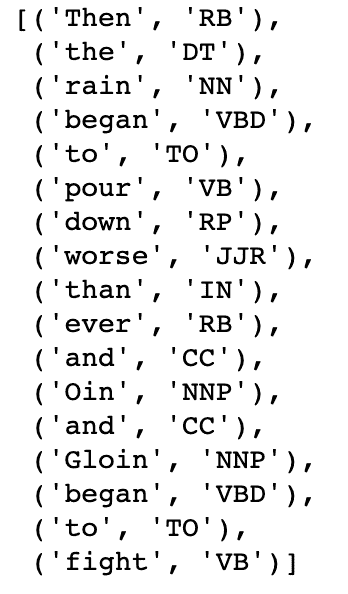 [('Then', 'RB'),
('the', 'DT'),
('rain', 'NN'),
('began', 'VBD'),
('to', 'TO'),
('pour', 'VB'),
('down', 'RP'),
('worse', 'JJR'),
('than', 'IN'),
('ever', 'RB'),
('and', 'CC'),
('Oin', 'NNP'),
('and', 'CC'),
('Gloin', 'NNP'),
('began', 'VBD'),
('to', 'TO'),
('fight', 'VB')]